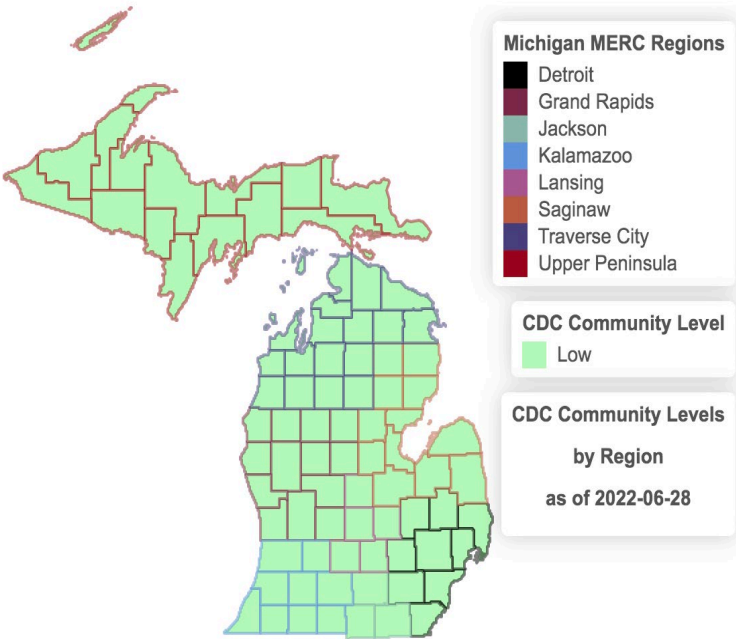 Michigan MERC Regions
Detroit
Grand Rapids
Jackson
Kalamazoo
Lansing
Saginaw
Traverse City
Upper Peninsula
CDC Community Level
Low
CDC Community Levels
by Region
as of 2022-06-28